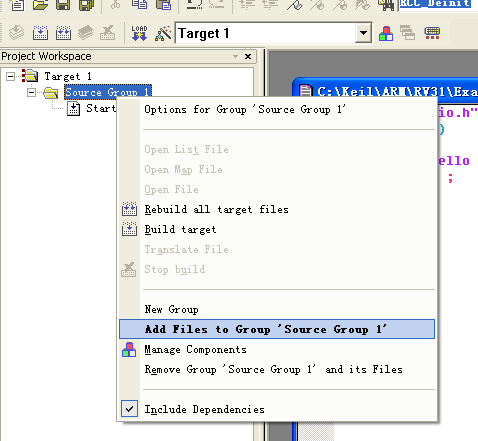 RCC_DeInit
LOAD
Target 1
Project Workspace
Target 1
Source Group 1
Start
C:\Keil\ARM\RV31\Exa
Options for Group 'Source Group 1'
io.h"
)
ello
;
Open List File
Open Map File
Open File
Rebuild all target files
Build target
Translate File
Stop build
New Group
Add Files to Group 'Source Group 1'
Manage Components
Remove Group 'Source Group 1' and its Files
Include Dependencies